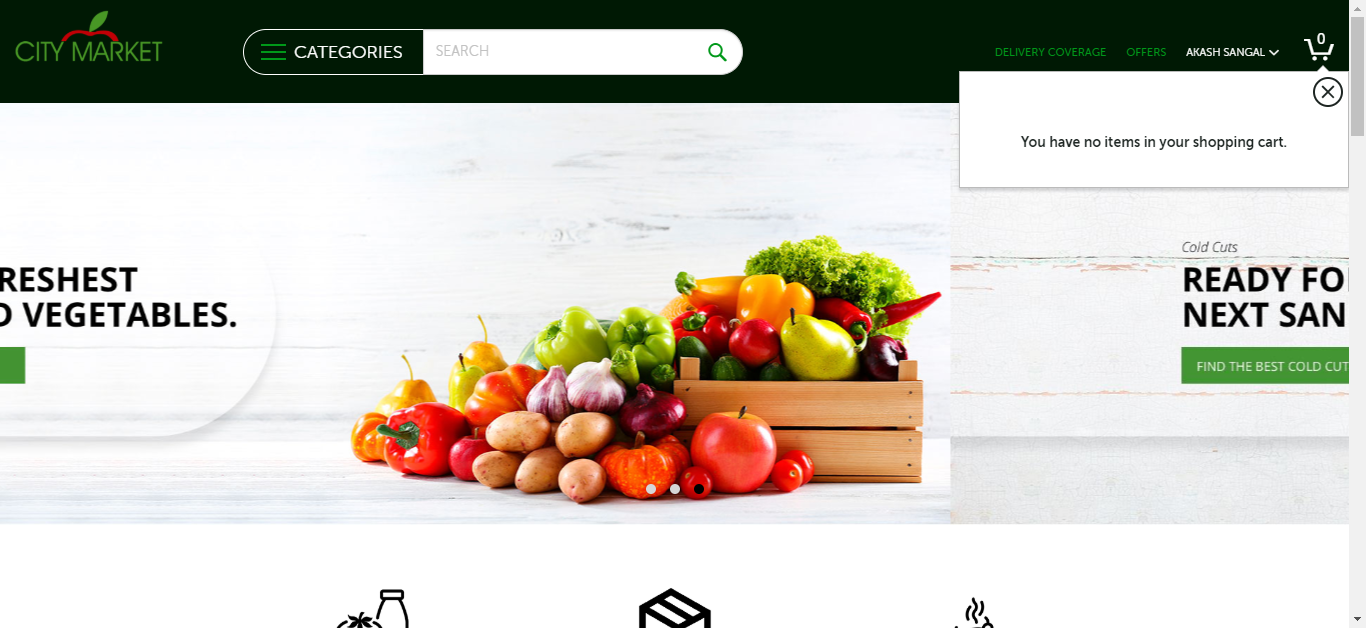 CITY MARKET
CATEGORIES
SEARCH
DELIVERY COVERAGE
OFFERS
AKASH SANGAL
0
You have no items in your shopping cart.
RESHEST
VEGETABLES.
Cold Cuts
READY
NEXT SAN
FIND THE BEST COLD CUT